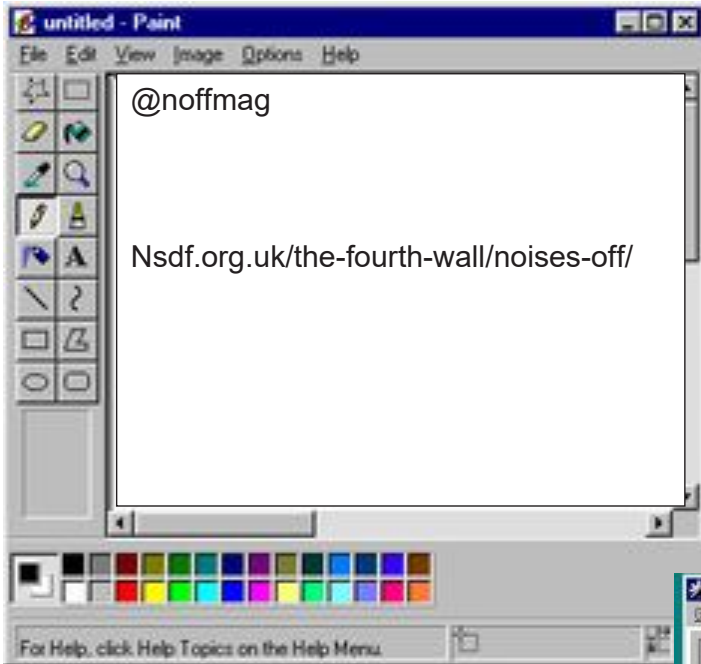 untitled - Paint
File Edit View Image Options Help
@noffmag
A
Nsdf.org.uk/the-fourth-wall/noises-off/
For Help, click Help Topics on the Help Menu.